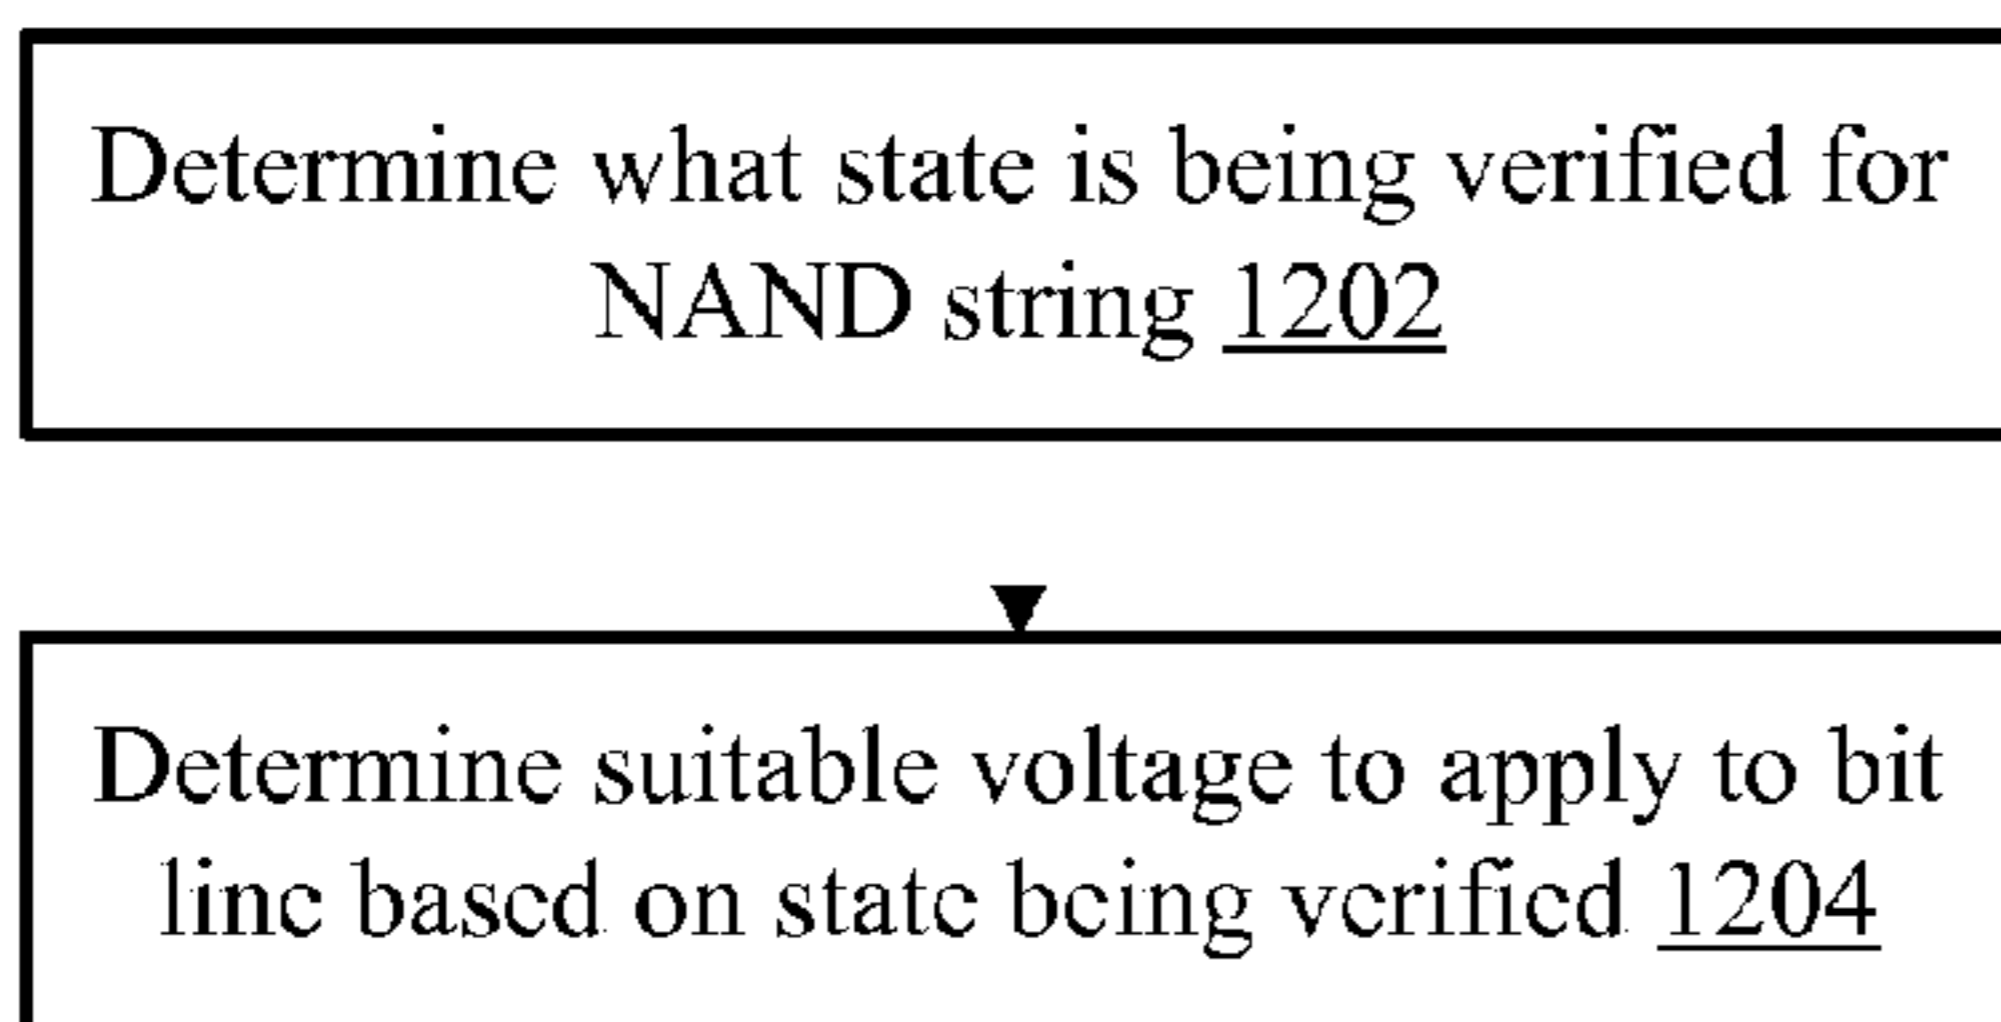 Determine what state is being verified for
NAND string 1202
Determine suitable voltage to apply to bit
line based on state being verified 1204